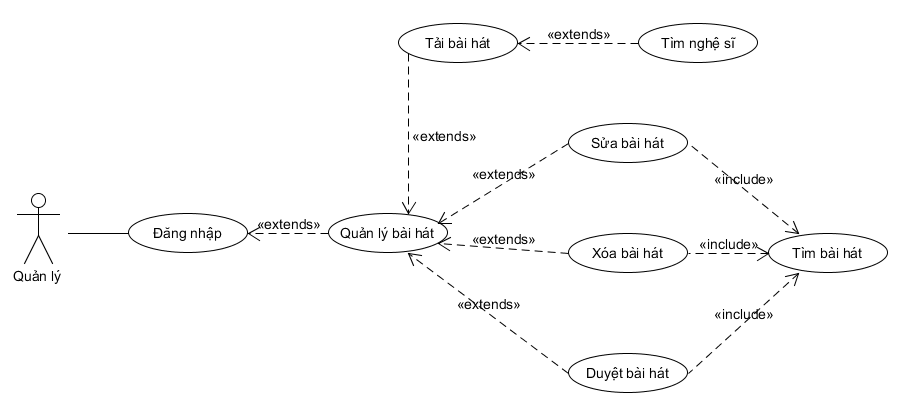 Tải bài hát
«extends»
Tìm nghệ sĩ
«extends»
Sửa bài hát
«extends»
«include»
Quản lý
Đăng nhập
«extends»
Quản lý bài hát
«extends»
Xóa bài hát
«include»
Tìm bài hát
«extends»
«include»
Duyệt bài hát